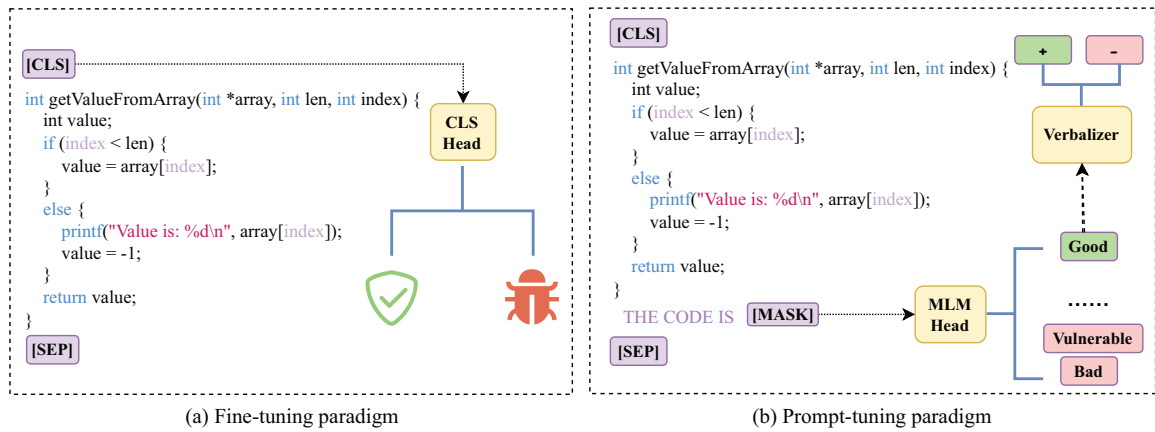 [CLS]
int getValueFromArray(int *array, int len, int index) {
int value;
if (index < len) {
value = array[index];
}
else {
printf("Value is: %d\n", array[index]);
value = -1;
}
return value;
}
[SEP]
CLS
Head
(a) Fine-tuning paradigm
[CLS]
int getValueFromArray(int *array, int len, int index) {
int value;
if (index < len) {
value = array[index];
}
else {
printf("Value is: %d\n", array[index]);
value = -1;
}
return value;
}
THE CODE IS [MASK]
[SEP]
MLM
Head
+ -
Verbalizer
Good
......
Vulnerable
Bad
(b) Prompt-tuning paradigm